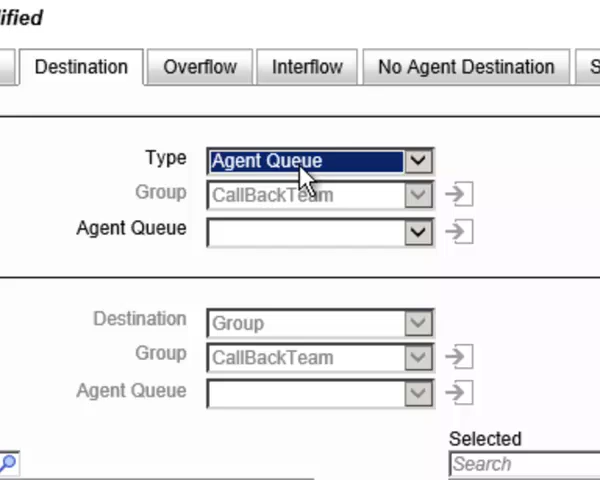 ified
Destination Overflow Interflow No Agent Destination S
Type Agent Queue
Group CallBackTeam
Agent Queue
Destination Group
Group CallBackTeam
Agent Queue
Selected
Search